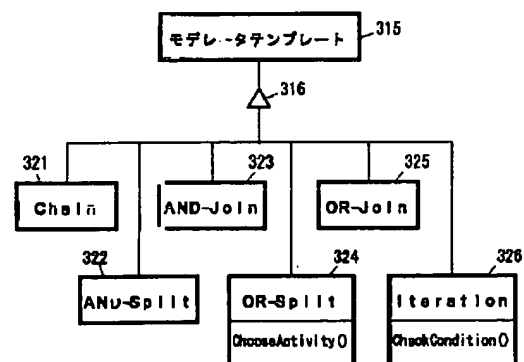 モデレータテンプレート
315
316
321
323
325
Chain
AND-Join
OR-Join
322
324
326
AND-Split
OR-Split
Iteration
ChooseActivity()
CheckCondition()